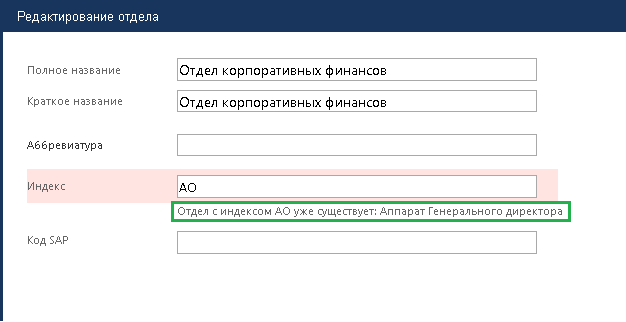 Редактирование отдела
Полное название Отдел корпоративных финансов
Краткое название Отдел корпоративных финансов
Аббревиатура
Индекс АО
Отдел с индексом АО уже существует: Аппарат Генерального директора
Код SAP